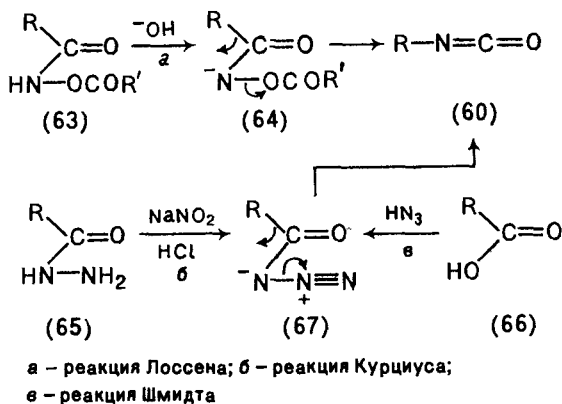 R C=O HN—OCOR′ (63)
⁻OH
а
R C=O ⁻N—OCOR′ (64)
R—N=C=O
(60)
R C=O HN—NH₂ (65)
NaNO₂
HCl
б
R C=O ⁻N—N≡N + (67)
HN₃
в
R C=O HO (66)
а – реакция Лоссена; б – реакция Курциуса;
в – реакция Шмидта